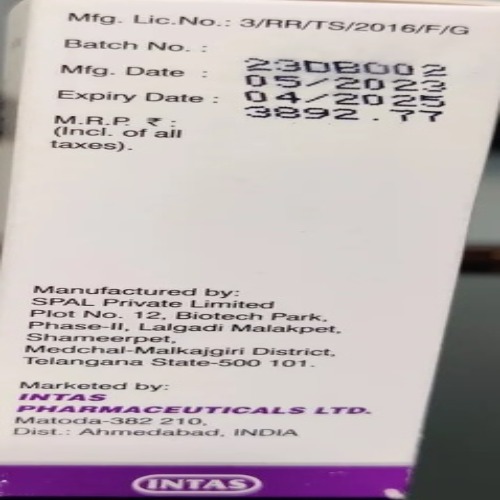 Mfg. Lic.No.: 3/RR/TS/2016/F/G
Batch No. : 23DB002
Mfg. Date : 05/2023
Expiry Date : 04/2025
M.R.P. ₹ : 3892.77
(Incl. of all
taxes).
Manufactured by:
SPAL Private Limited
Plot No. 12, Biotech Park,
Phase-II, Lalgadi Malakpet,
Shameerpet,
Medchal-Malkajgiri District,
Telangana State-500 101.
Marketed by:
INTAS
PHARMACEUTICALS LTD.
Matoda-382 210,
Dist.: Ahmedabad, INDIA
INTAS